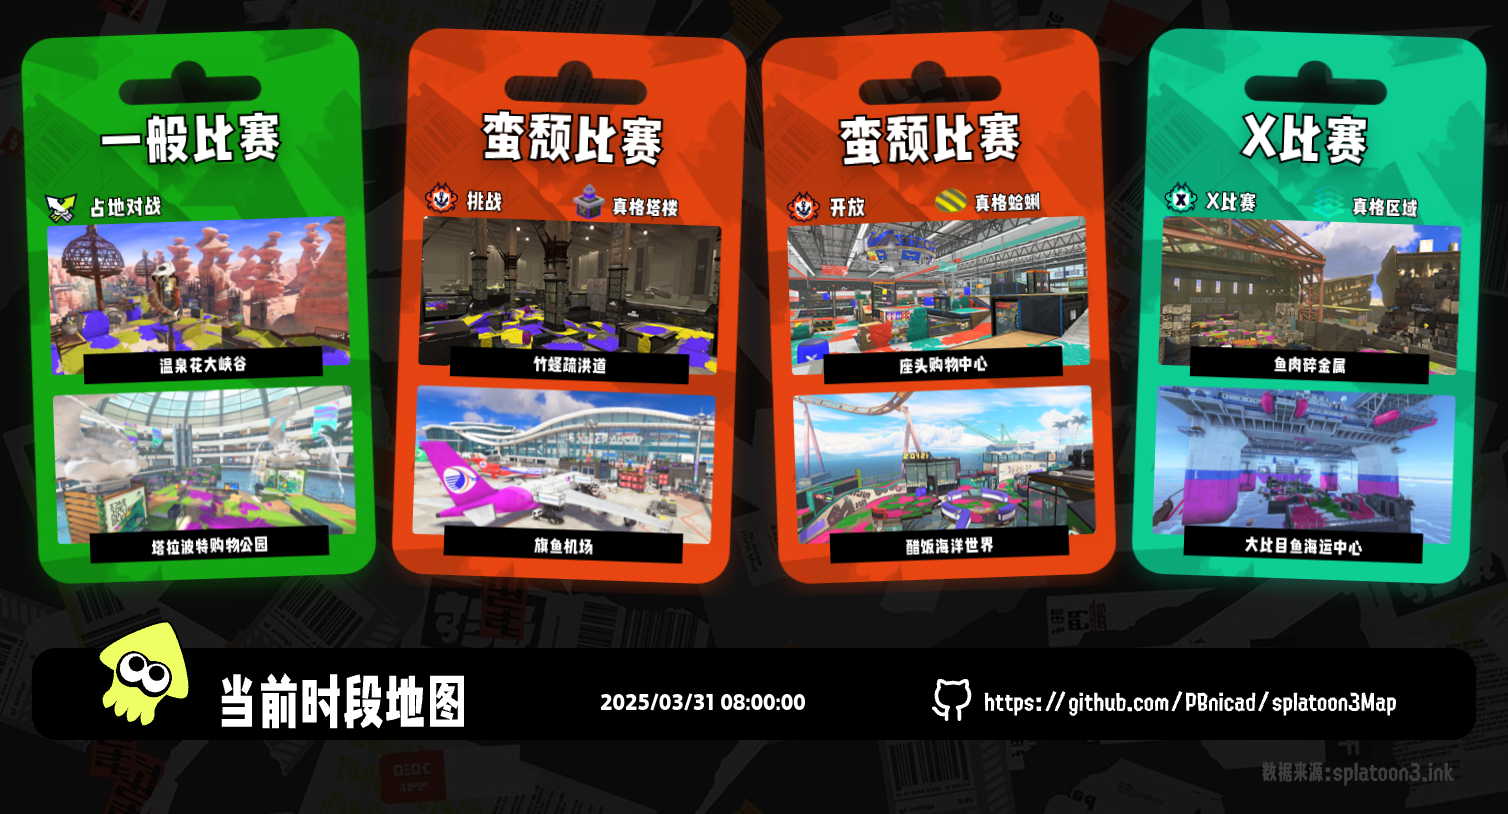 一般比赛
占地对战
温泉花大峡谷
塔拉波特购物公园
蛮颓比赛
挑战
真格塔楼
竹蛏疏洪道
旗鱼机场
蛮颓比赛
开放
真格蛤蜊
座头购物中心
醋饭海洋世界
X比赛
X比赛
真格区域
鱼肉碎金属
大比目鱼海运中心
当前时段地图
2025/03/31 08:00:00
https://github.com/PBnicad/splatoon3Map
数据来源:splatoon3.ink